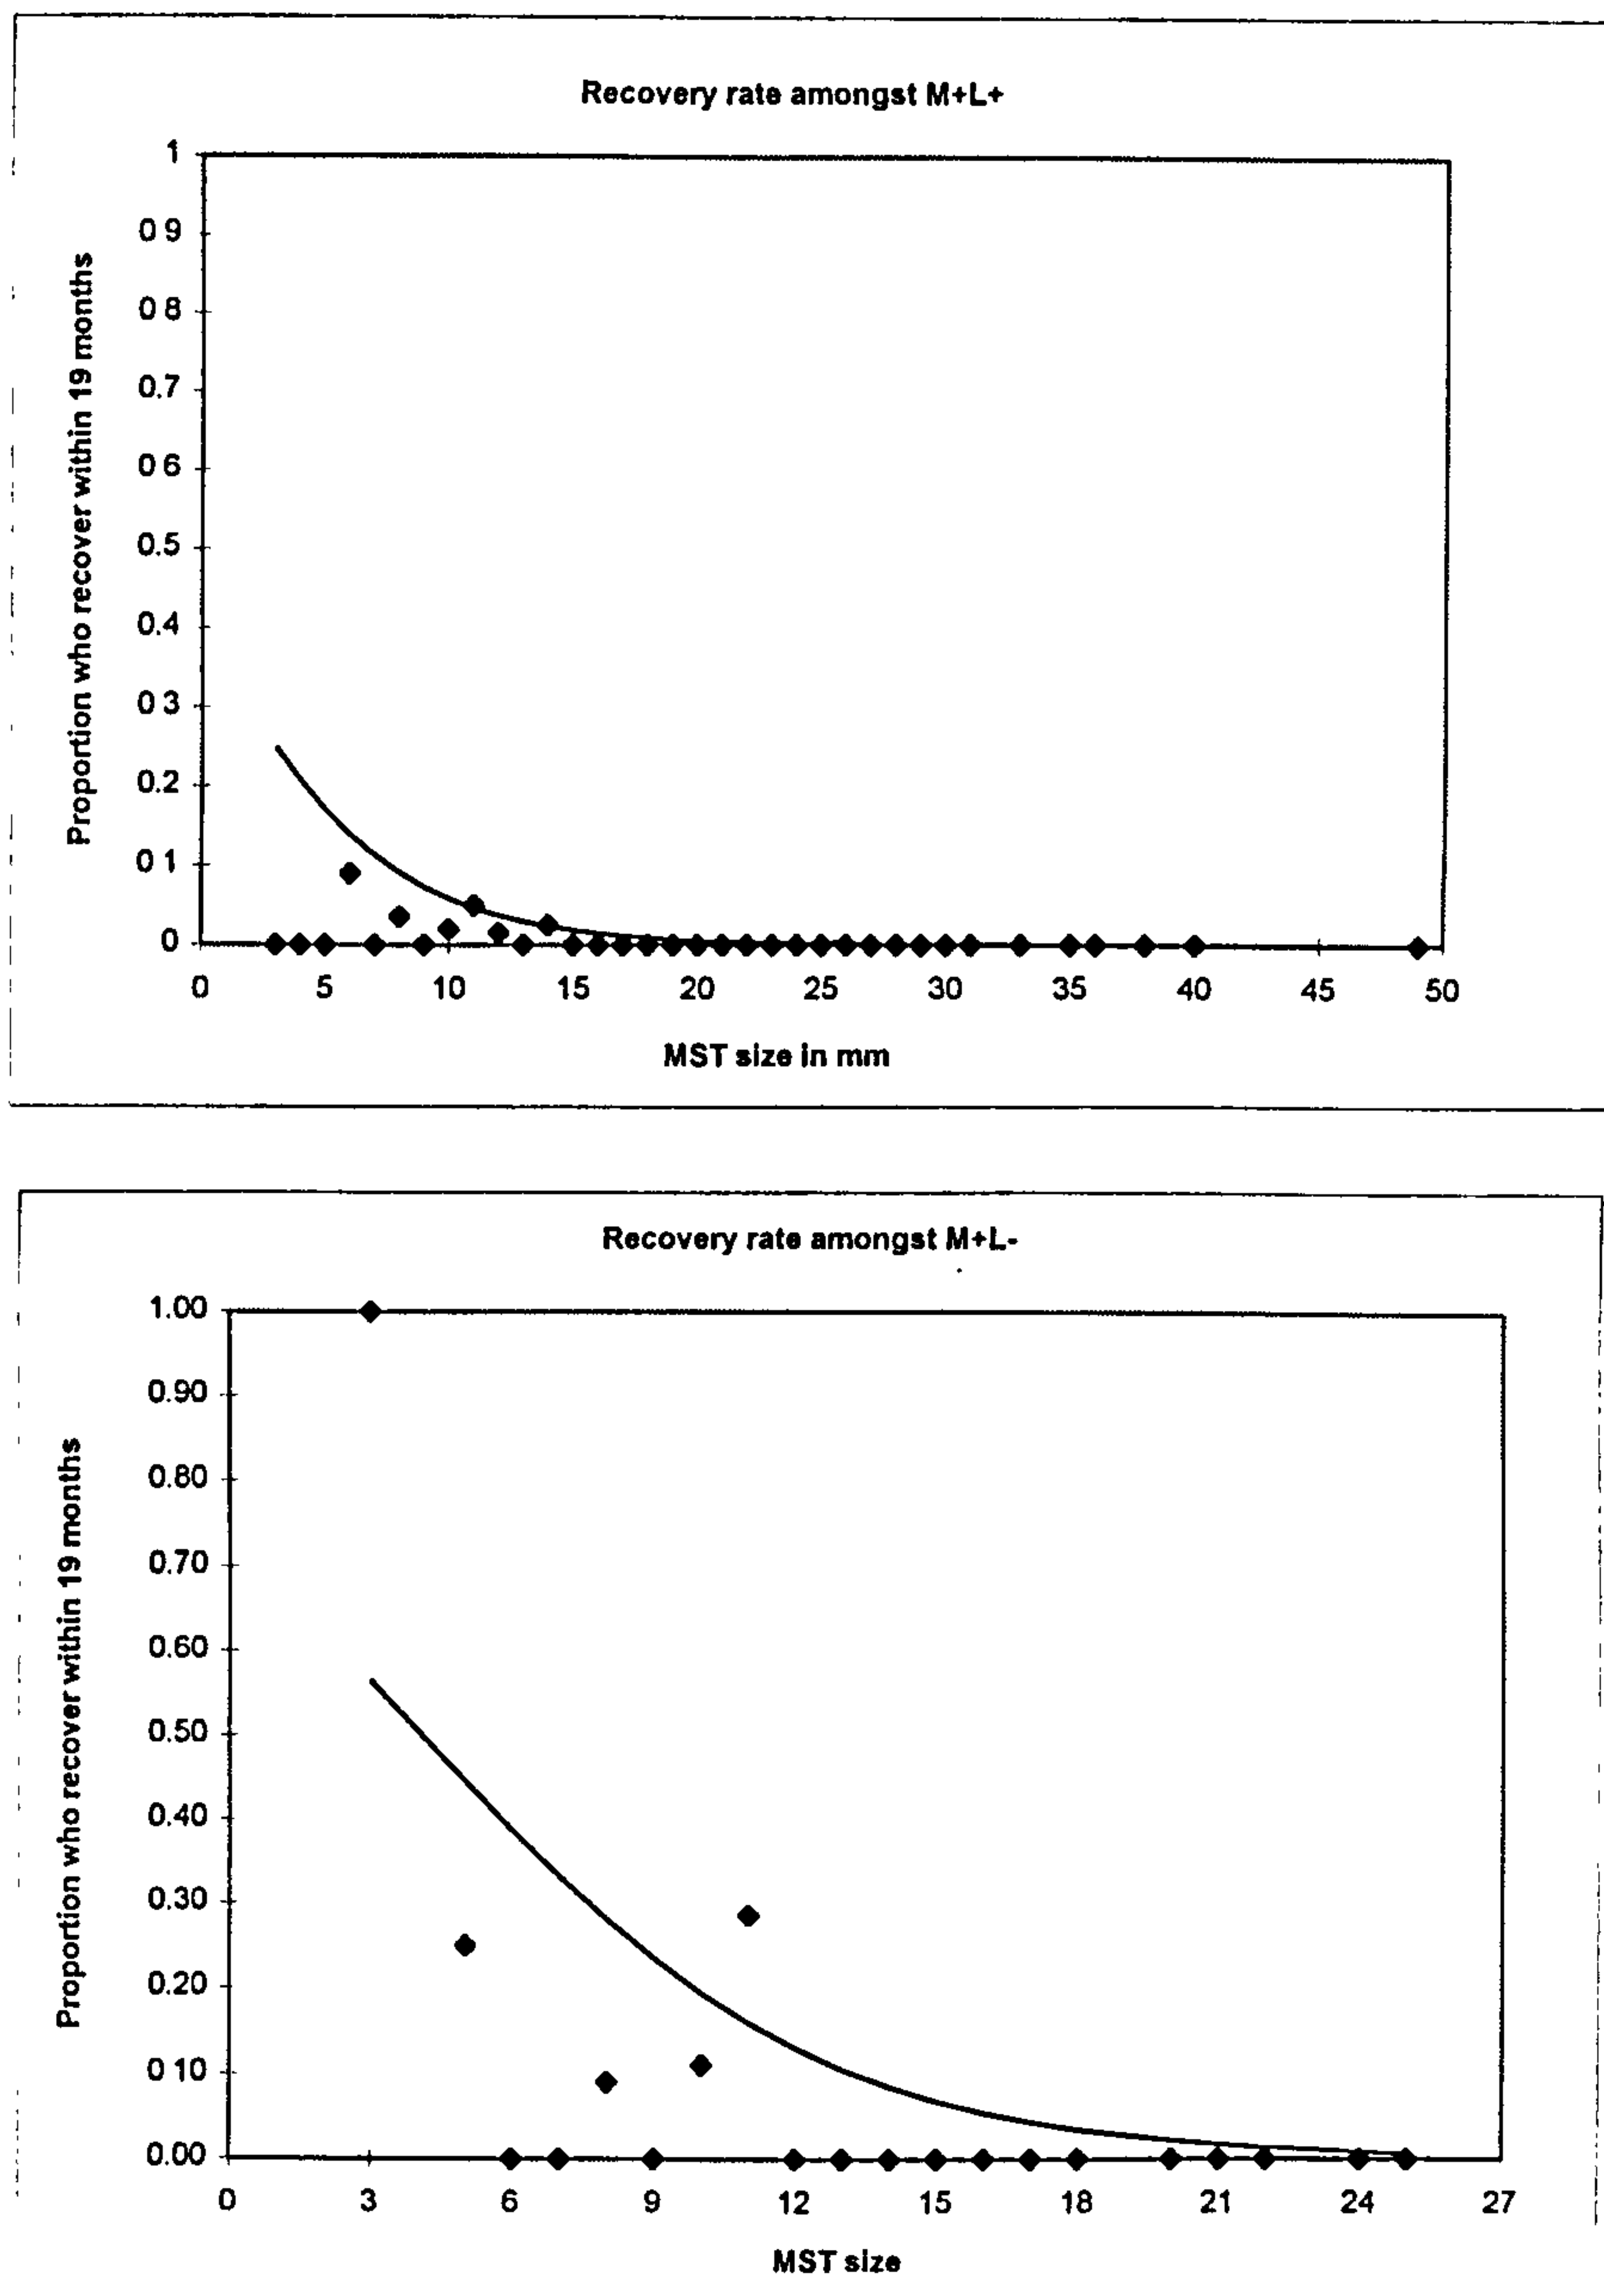 Recovery rate amongst M+L+
Proportion who recover within 19 months
1
0 9
0 8
0.7
0 6
0.5
0.4
0 3
0.2
0 1
0
0 5 10 15 20 25 30 35 40 45 50
MST size in mm
Recovery rate amongst M+L-
Proportion who recover within 19 months
1.00
0.90
0.80
0.70
0.60
0.50
0.40
0.30
0.20
0 10
0.00
0 3 6 9 12 15 18 21 24 27
MST size